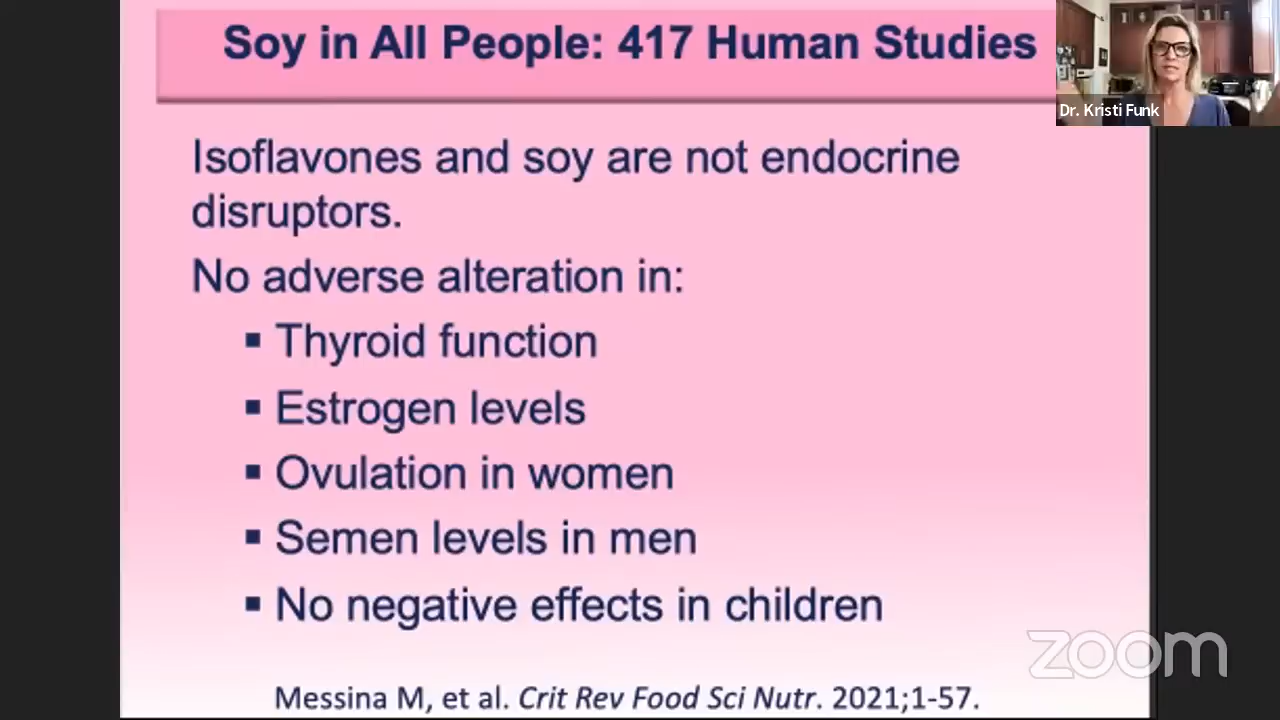 Soy in All People: 417 Human Studies
Dr. Kristi Funk
Isoflavones and soy are not endocrine
disruptors.
No adverse alteration in:
▪ Thyroid function
▪ Estrogen levels
▪ Ovulation in women
▪ Semen levels in men
▪ No negative effects in children
zoom
Messina M, et al. Crit Rev Food Sci Nutr. 2021;1-57.